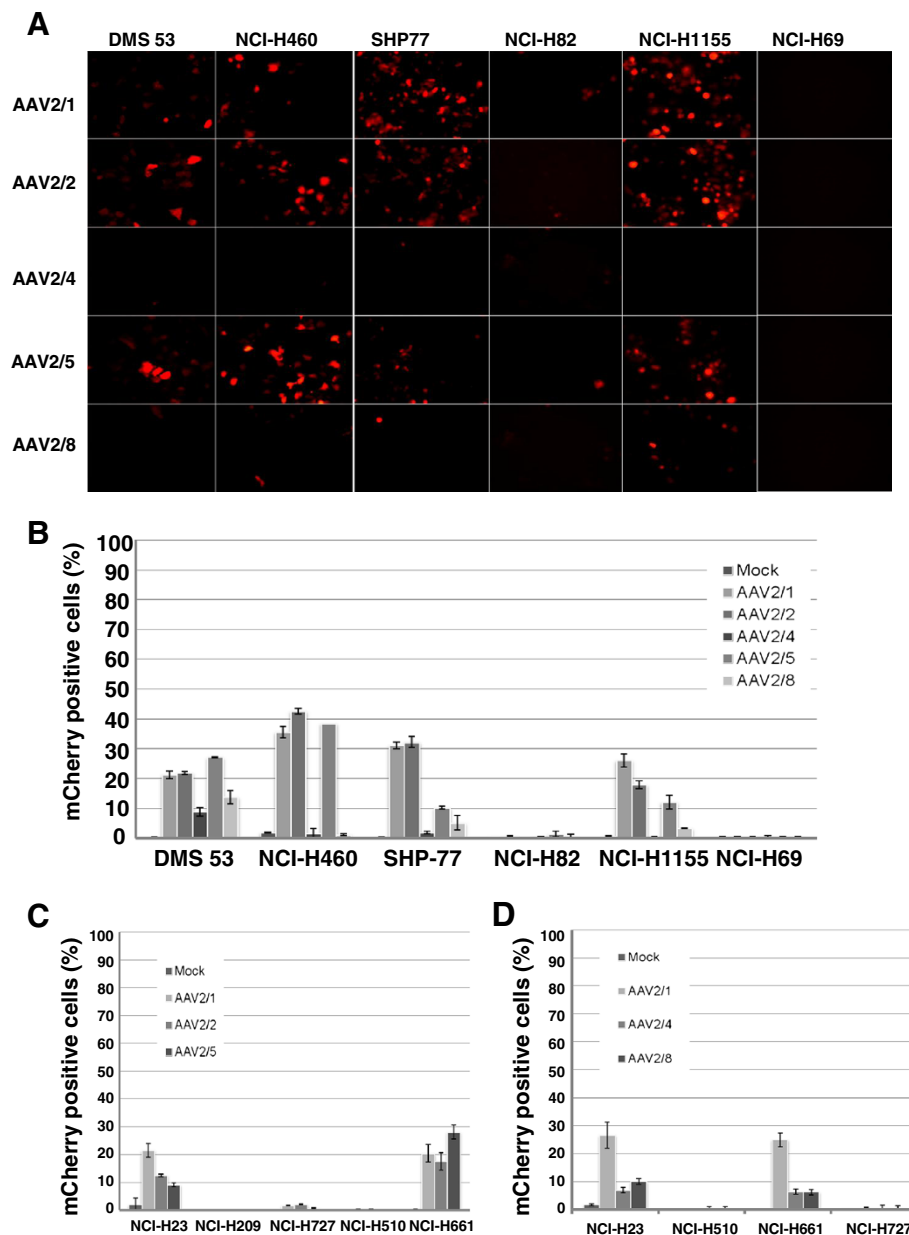 A
DMS 53 NCI-H460 SHP77 NCI-H82 NCI-H1155 NCI-H69
AAV2/1
AAV2/2
AAV2/4
AAV2/5
AAV2/8
B
mCherry positive cells (%)
100
90
80
70
60
50
40
30
20
10
0
Mock
AAV2/1
AAV2/2
AAV2/4
AAV2/5
AAV2/8
DMS 53 NCI-H460 SHP-77 NCI-H82 NCI-H1155 NCI-H69
C
mCherry positive cells (%)
100
90
80
70
60
50
40
30
20
10
0
Mock
AAV2/1
AAV2/2
AAV2/5
NCI-H23 NCI-H209 NCI-H727 NCI-H510 NCI-H661
D
mCherry positive cells (%)
100
90
80
70
60
50
40
30
20
10
0
Mock
AAV2/1
AAV2/4
AAV2/8
NCI-H23 NCI-H510 NCI-H661 NCI-H727